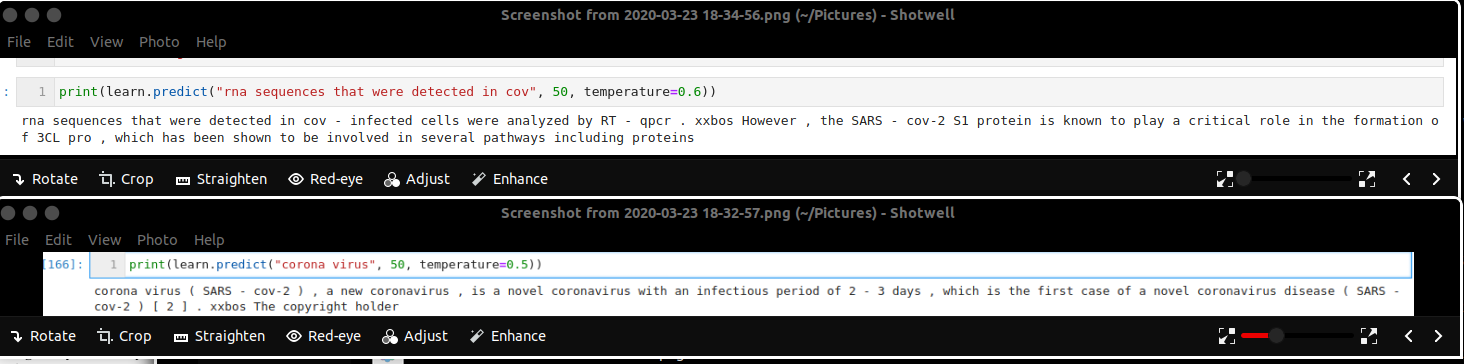 Screenshot from 2020-03-23 18-34-56.png (~/Pictures) - Shotwell
File Edit View Photo Help
: 1 print(learn.predict("rna sequences that were detected in cov", 50, temperature=0.6))
rna sequences that were detected in cov - infected cells were analyzed by RT - qpcr . xxbos However , the SARS - cov-2 S1 protein is known to play a critical role in the formation o
f 3CL pro , which has been shown to be involved in several pathways including proteins
Rotate Crop Straighten Red-eye Adjust Enhance
Screenshot from 2020-03-23 18-32-57.png (~/Pictures) - Shotwell
File Edit View Photo Help
[166]: 1 print(learn.predict("corona virus", 50, temperature=0.5))
corona virus ( SARS - cov-2 ) , a new coronavirus , is a novel coronavirus with an infectious period of 2 - 3 days , which is the first case of a novel coronavirus disease ( SARS -
cov-2 ) [ 2 ] . xxbos The copyright holder
Rotate Crop Straighten Red-eye Adjust Enhance